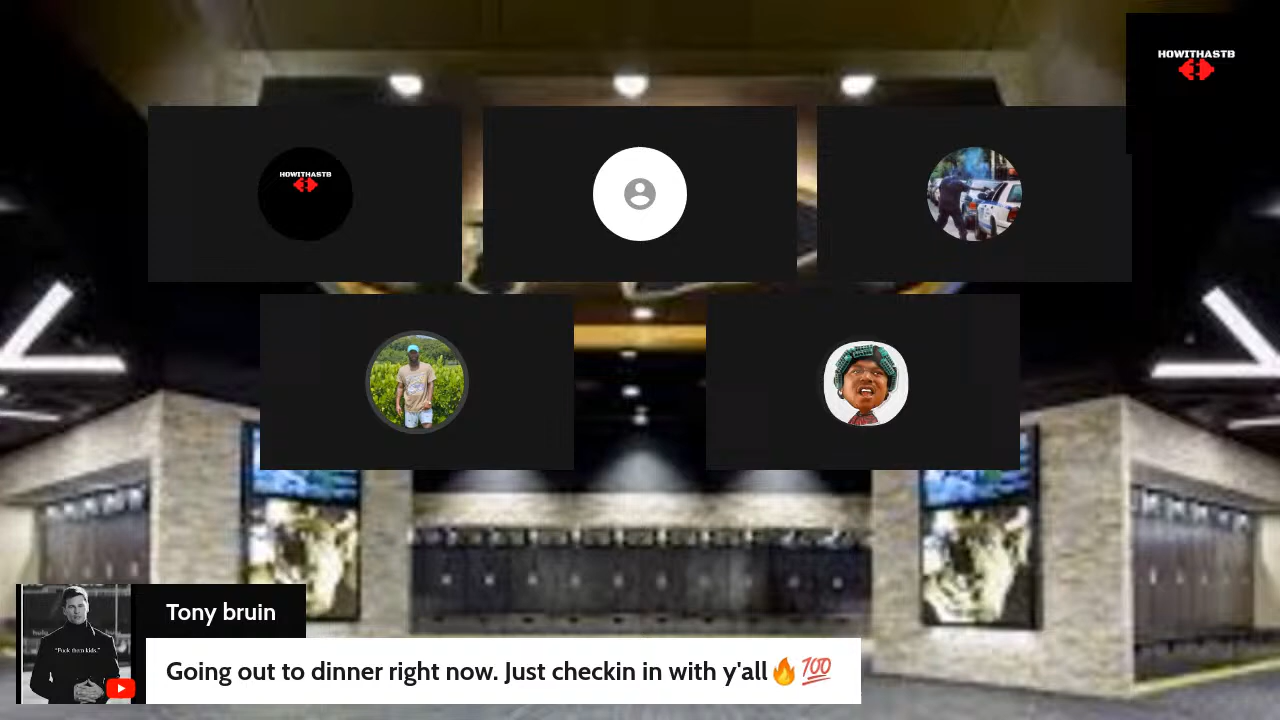 HOWITHASTB
HOWITHASTB
Tony bruin
"Fuck them kids."
Going out to dinner right now. Just checkin in with y'all🔥💯